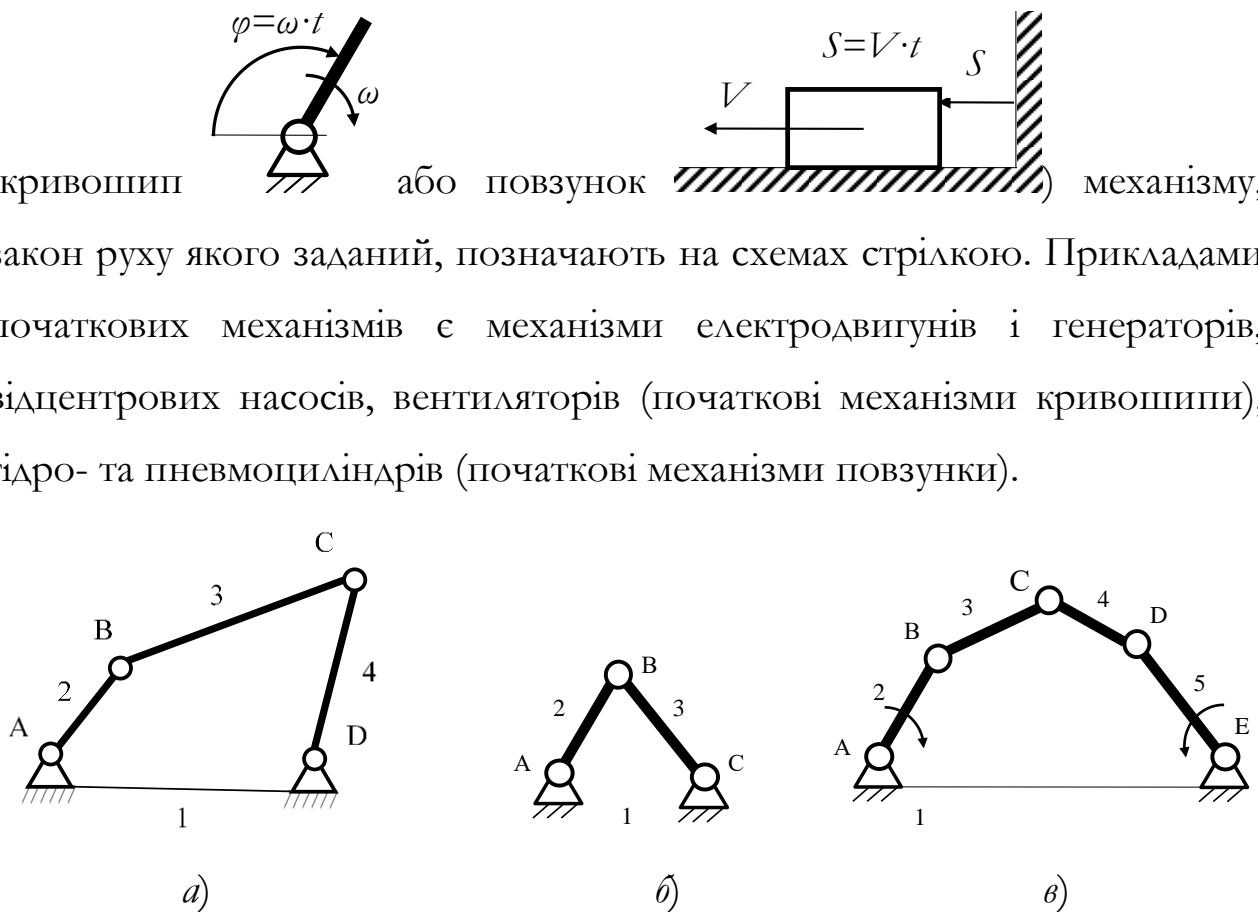 φ=ω·t
ω
S=V·t
S
V
кривошип або повзунок ) механізму,
закон руху якого заданий, позначають на схемах стрілкою. Прикладами
початкових механізмів є механізми електродвигунів і генераторів,
відцентрових насосів, вентиляторів (початкові механізми кривошипи),
гідро- та пневмоциліндрів (початкові механізми повзунки).
A B C D 1 2 3 4
A B C 1 2 3
A B C D E 1 2 3 4 5
а) б) в)